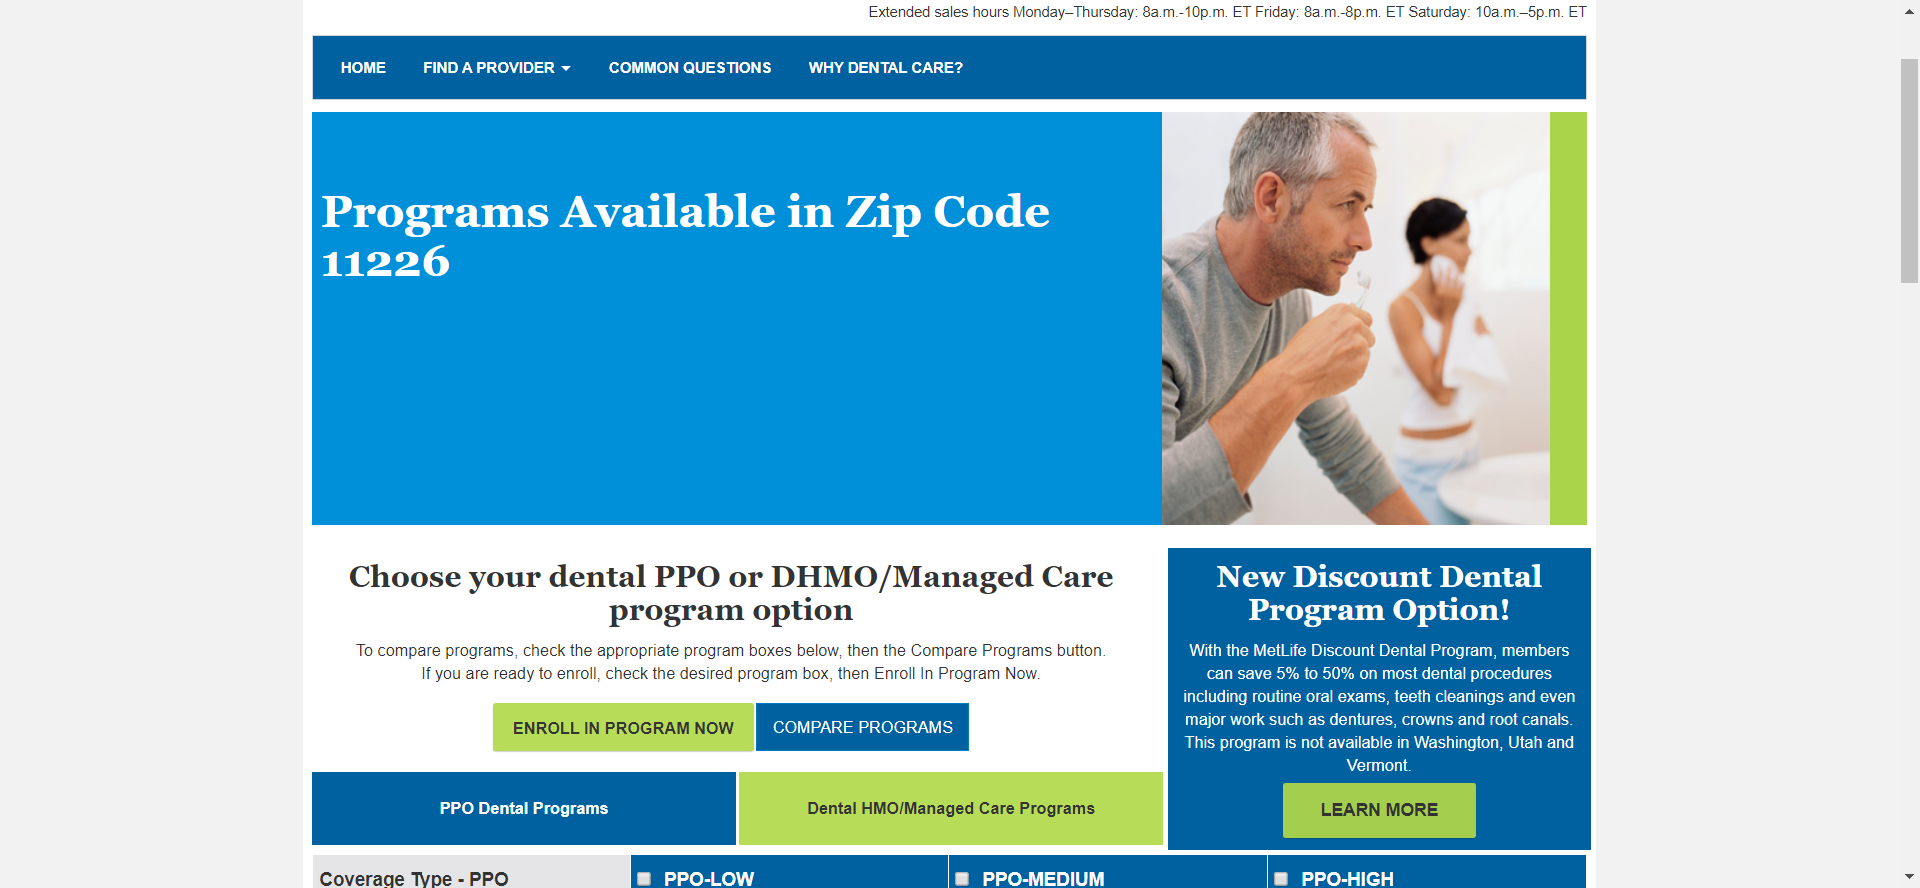 Extended sales hours Monday–Thursday: 8a.m.-10p.m. ET Friday: 8a.m.-8p.m. ET Saturday: 10a.m.–5p.m. ET
HOME FIND A PROVIDER COMMON QUESTIONS WHY DENTAL CARE?
Programs Available in Zip Code
11226
Choose your dental PPO or DHMO/Managed Care
program option
To compare programs, check the appropriate program boxes below, then the Compare Programs button.
If you are ready to enroll, check the desired program box, then Enroll In Program Now.
ENROLL IN PROGRAM NOW COMPARE PROGRAMS
New Discount Dental
Program Option!
With the MetLife Discount Dental Program, members
can save 5% to 50% on most dental procedures
including routine oral exams, teeth cleanings and even
major work such as dentures, crowns and root canals.
This program is not available in Washington, Utah and
Vermont.
LEARN MORE
PPO Dental Programs Dental HMO/Managed Care Programs
Coverage Type - PPO PPO-LOW PPO-MEDIUM PPO-HIGH